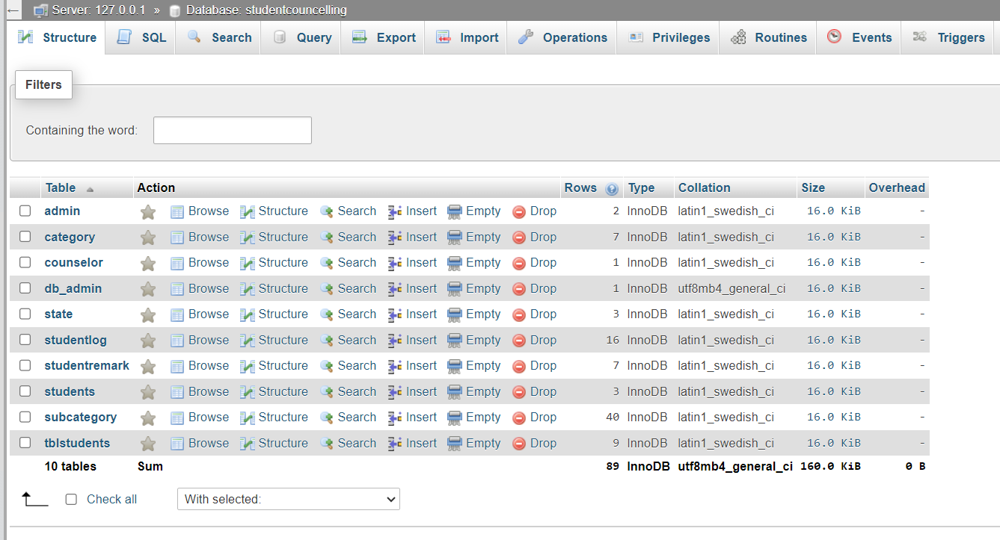 Server: 127.0.0.1 » Database: studentcouncelling
Structure SQL Search Query Export Import Operations Privileges Routines Events Triggers
Filters
Containing the word:
Table Action Rows Type Collation Size Overhead
admin Browse Structure Search Insert Empty Drop 2 InnoDB latin1_swedish_ci 16.0 KiB -
category Browse Structure Search Insert Empty Drop 7 InnoDB latin1_swedish_ci 16.0 KiB -
counselor Browse Structure Search Insert Empty Drop 1 InnoDB latin1_swedish_ci 16.0 KiB -
db_admin Browse Structure Search Insert Empty Drop 1 InnoDB utf8mb4_general_ci 16.0 KiB -
state Browse Structure Search Insert Empty Drop 3 InnoDB latin1_swedish_ci 16.0 KiB -
studentlog Browse Structure Search Insert Empty Drop 16 InnoDB latin1_swedish_ci 16.0 KiB -
studentremark Browse Structure Search Insert Empty Drop 7 InnoDB latin1_swedish_ci 16.0 KiB -
students Browse Structure Search Insert Empty Drop 3 InnoDB latin1_swedish_ci 16.0 KiB -
subcategory Browse Structure Search Insert Empty Drop 40 InnoDB latin1_swedish_ci 16.0 KiB -
tblstudents Browse Structure Search Insert Empty Drop 9 InnoDB latin1_swedish_ci 16.0 KiB -
10 tables Sum 89 InnoDB utf8mb4_general_ci 160.0 KiB 0 B
Check all With selected: